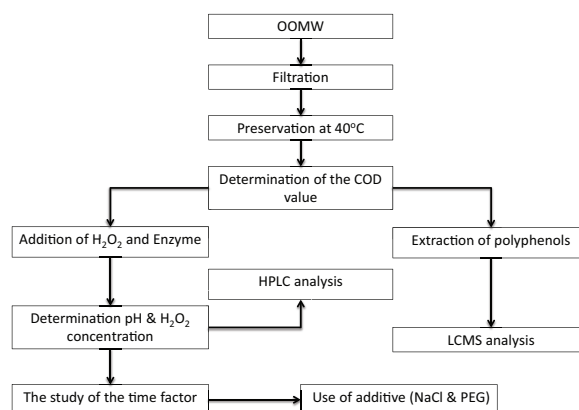 OOMW
Filtration
Preservation at 40°C
Determination of the COD
value
Addition of H₂O₂ and Enzyme
Extraction of polyphenols
HPLC analysis
Determination pH & H₂O₂
concentration
LCMS analysis
The study of the time factor
Use of additive (NaCl & PEG)